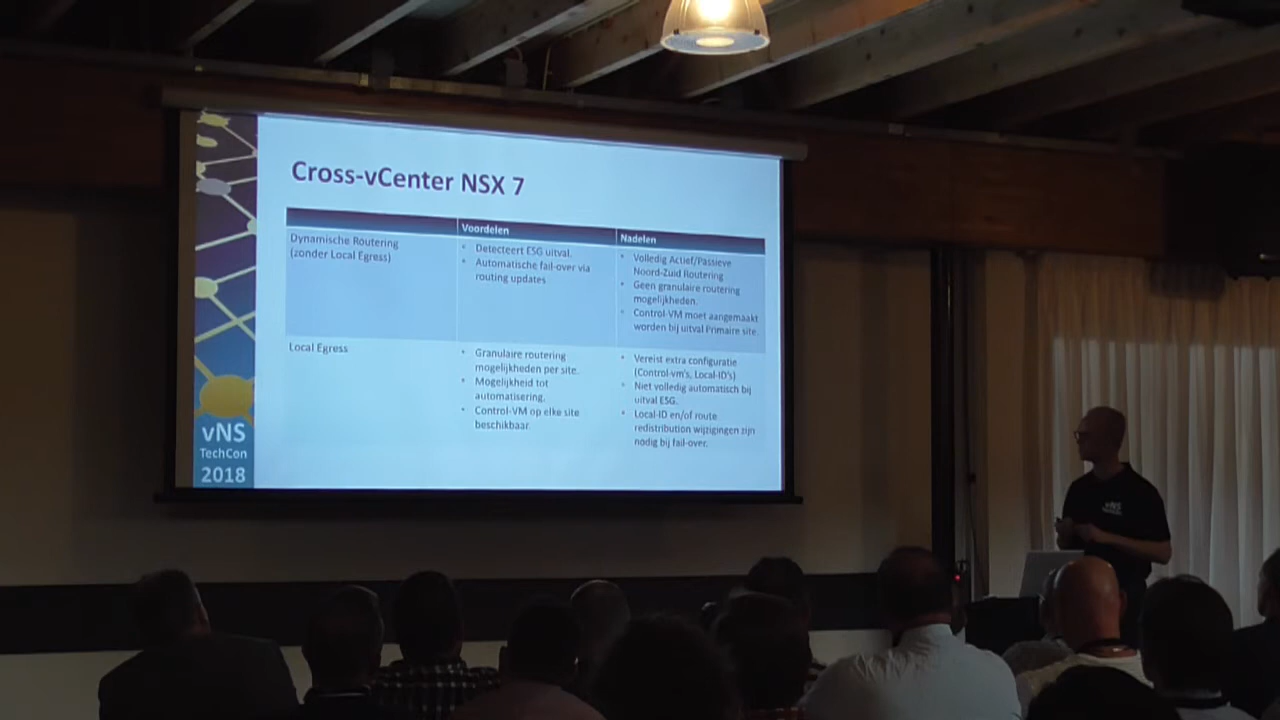 Cross-vCenter NSX 7
Voordelen
Nadelen
Dynamische Routering
(zonder Local Egress)
• Detecteert ESG uitval.
• Automatische fail-over via
routing updates
• Volledig Actief/Passieve
Noord-Zuid Routering
• Geen granulaire routering
mogelijkheden.
• Control-VM moet aangemaakt
worden bij uitval Primaire site.
Local Egress
• Granulaire routering
mogelijkheden per site.
• Mogelijkheid tot
automatisering.
• Control-VM op elke site
beschikbaar.
• Vereist extra configuratie
(Control-vm's, Local-ID's)
• Niet volledig automatisch bij
uitval ESG.
• Local-ID en/of route
redistribution wijzigingen zijn
nodig bij fail-over.
vNS
TechCon
2018
vNS